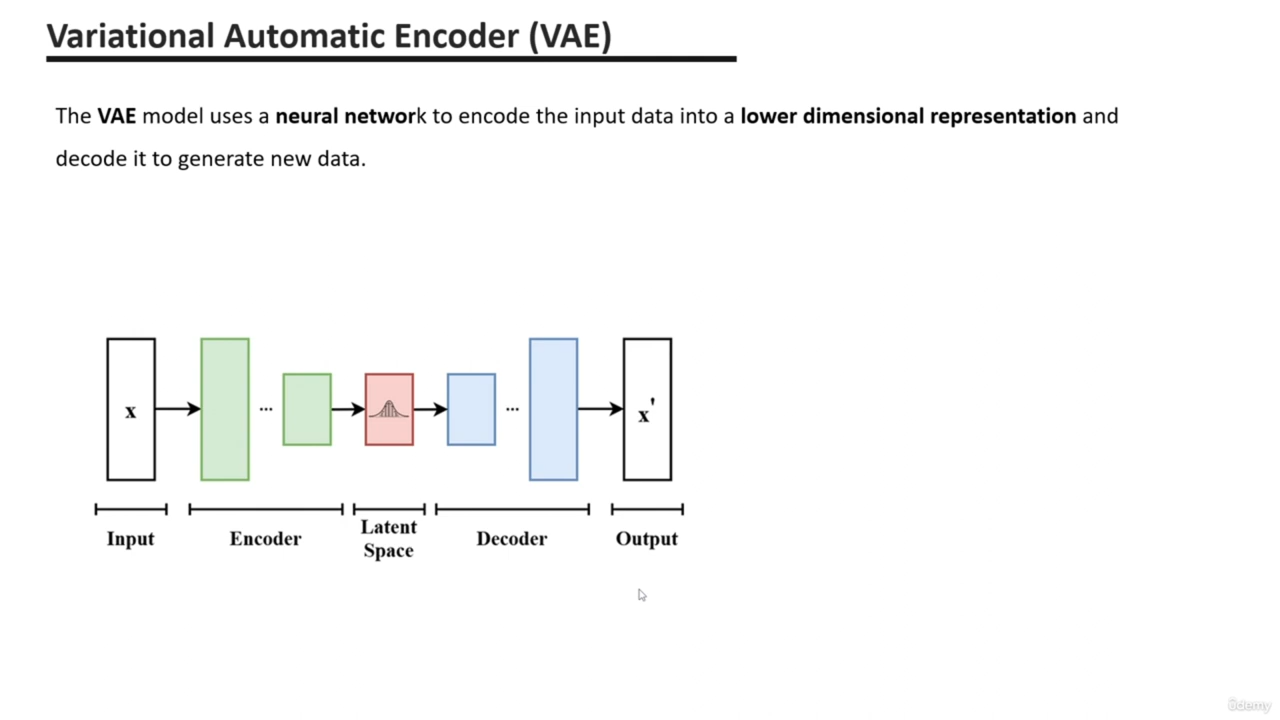 Variational Automatic Encoder (VAE)
The VAE model uses a neural network to encode the input data into a lower dimensional representation and
decode it to generate new data.
x
...
...
x'
Input
Encoder
Latent
Space
Decoder
Output
ûdemy